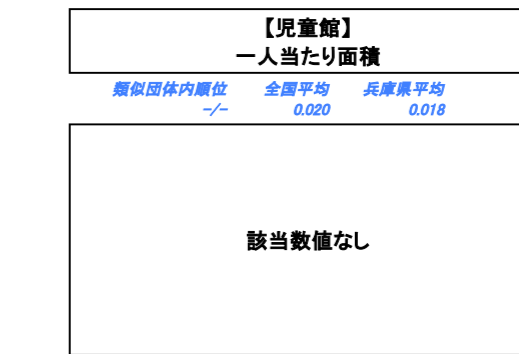 【児童館】
一人当たり面積
類似団体内順位 全国平均 兵庫県平均
-/- 0.020 0.018
該当数値なし